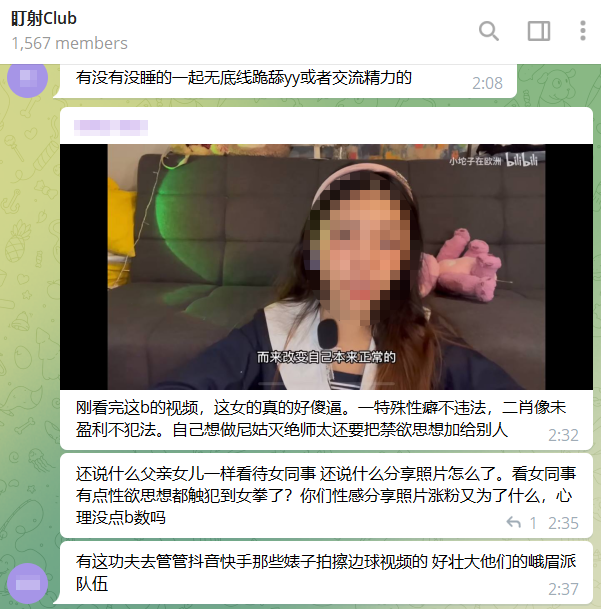 盯射Club
1,567 members
有没有没睡的一起无底线跪舔yy或者交流精力的
2:08
小坨子在欧洲 bilibili
而来改变自己本来正常的
刚看完这b的视频，这女的真的好傻逼。一特殊性癖不违法，二肖像未
盈利不犯法。自己想做尼姑灭绝师太还要把禁欲思想加给别人
2:32
还说什么父亲女儿一样看待女同事 还说什么分享照片怎么了。看女同事
有点性欲思想都触犯到女拳了？你们性感分享照片涨粉又为了什么，心
理没点b数吗
1 2:35
有这功夫去管管抖音快手那些婊子拍擦边球视频的 好壮大他们的峨眉派
队伍
2:37